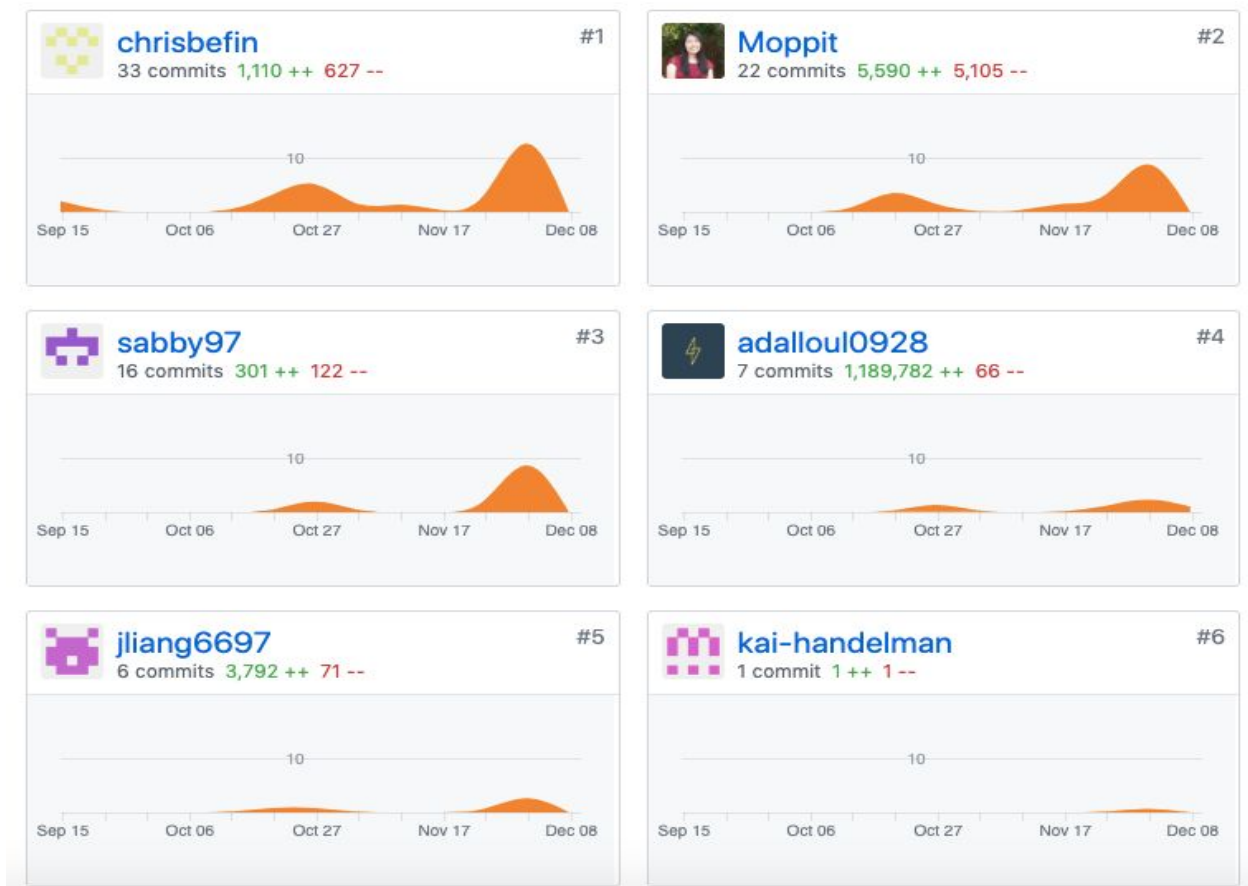 chrisbefin #1
33 commits 1,110 ++ 627 --
10
Sep 15 Oct 06 Oct 27 Nov 17 Dec 08
Moppit #2
22 commits 5,590 ++ 5,105 --
10
Sep 15 Oct 06 Oct 27 Nov 17 Dec 08
sabby97 #3
16 commits 301 ++ 122 --
10
Sep 15 Oct 06 Oct 27 Nov 17 Dec 08
adalloul0928 #4
7 commits 1,189,782 ++ 66 --
10
Sep 15 Oct 06 Oct 27 Nov 17 Dec 08
jliang6697 #5
6 commits 3,792 ++ 71 --
10
Sep 15 Oct 06 Oct 27 Nov 17 Dec 08
kai-handelman #6
1 commit 1 ++ 1 --
10
Sep 15 Oct 06 Oct 27 Nov 17 Dec 08